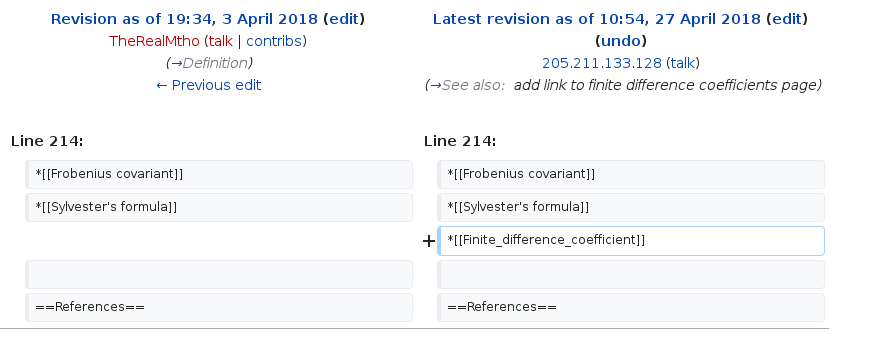 Revision as of 19:34, 3 April 2018 (edit)
TheRealMtho (talk | contribs)
(→Definition)
← Previous edit
Latest revision as of 10:54, 27 April 2018 (edit)
(undo)
205.211.133.128 (talk)
(→See also: add link to finite difference coefficients page)
Line 214:
Line 214:
*[[Frobenius covariant]]
*[[Frobenius covariant]]
*[[Sylvester's formula]]
*[[Sylvester's formula]]
+ *[[Finite_difference_coefficient]]
==References==
==References==